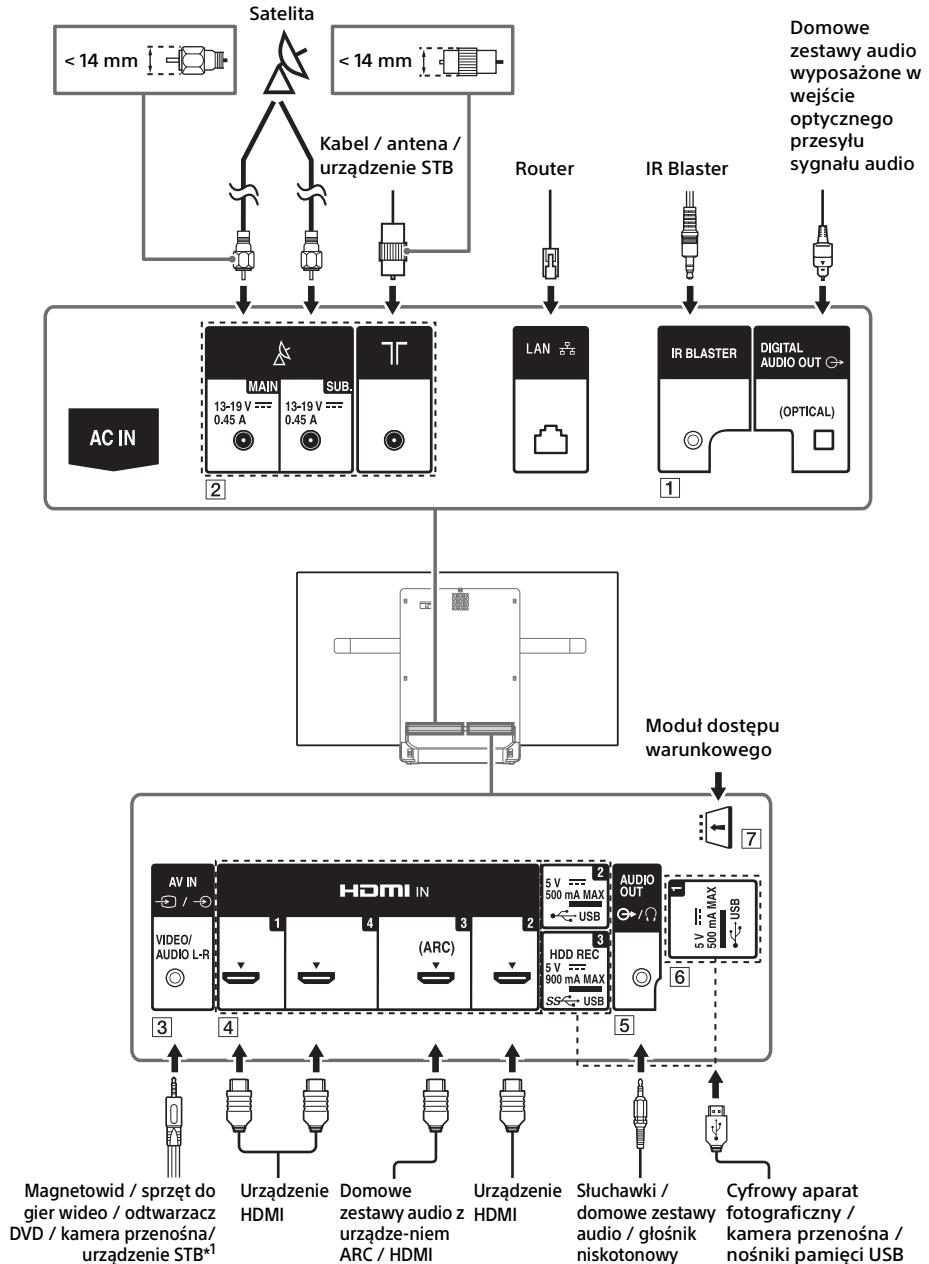 Satelita
< 14 mm
< 14 mm
Domowe
zestawy audio
wyposażone w
wejście
optycznego
przesyłu
sygnału audio
Kabel / antena /
urządzenie STB
Router
IR Blaster
AC IN
MAIN
13-19 V
0.45 A
SUB.
13-19 V
0.45 A
2
LAN
IR BLASTER
1
DIGITAL
AUDIO OUT
(OPTICAL)
Moduł dostępu
warunkowego
7
AV IN
/
VIDEO/
AUDIO L-R
3
HDMI IN
1
4
3
(ARC)
2
4
2
5 V
500 mA MAX
USB
3
HDD REC
5 V
900 mA MAX
SS USB
AUDIO
OUT
/
5
1
5 V
500 mA MAX
USB
6
Magnetowid / sprzęt do
gier wideo / odtwarzacz
DVD / kamera przenośna/
urządzenie STB*1
Urządzenie
HDMI
Domowe
zestawy audio z
urządze-niem
ARC / HDMI
Urządzenie
HDMI
Słuchawki /
domowe zestawy
audio / głośnik
niskotonowy
Cyfrowy aparat
fotograficzny /
kamera przenośna /
nośniki pamięci USB